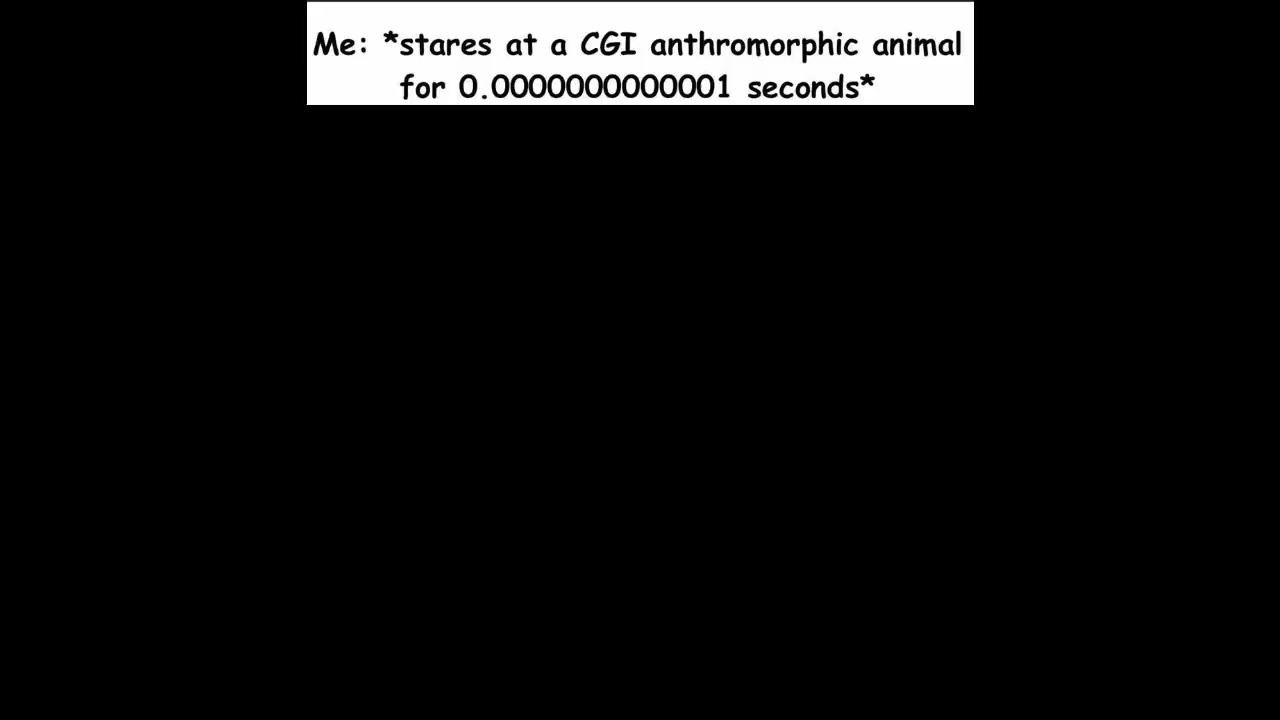 Me: *stares at a CGI anthromorphic animal
for 0.0000000000001 seconds*